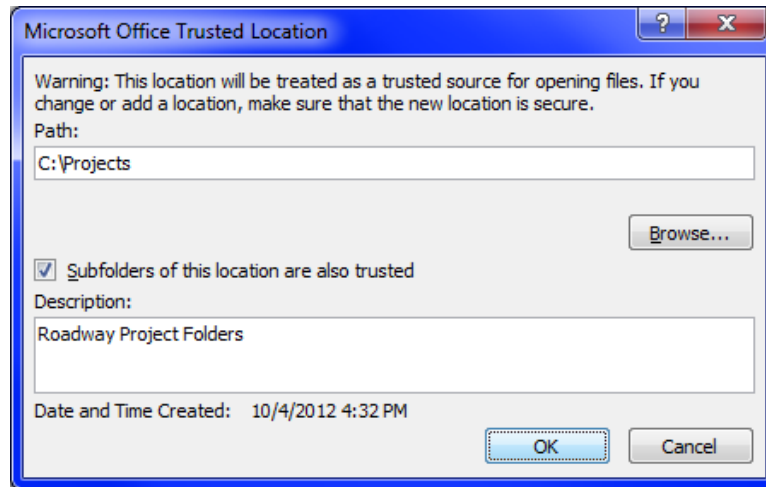 Microsoft Office Trusted Location
Warning: This location will be treated as a trusted source for opening files. If you
change or add a location, make sure that the new location is secure.
Path:
C:\Projects
Browse...
Subfolders of this location are also trusted
Description:
Roadway Project Folders
Date and Time Created: 10/4/2012 4:32 PM
OK Cancel